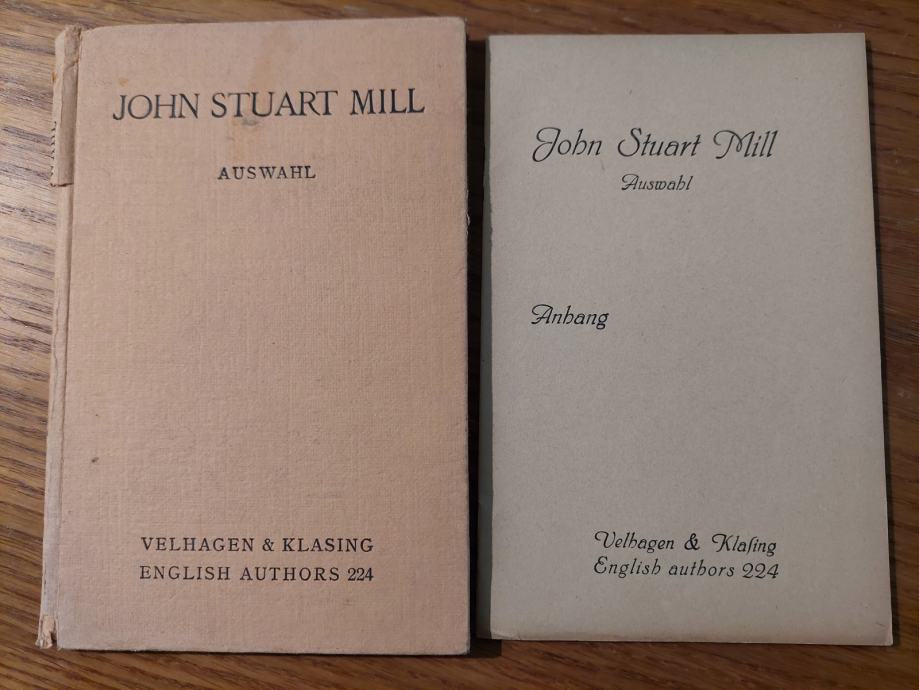 JOHN STUART MILL
AUSWAHL
VELHAGEN & KLASING
ENGLISH AUTHORS 224
John Stuart Mill
Auswahl
Anhang
Velhagen & Klaſing
English authors 224